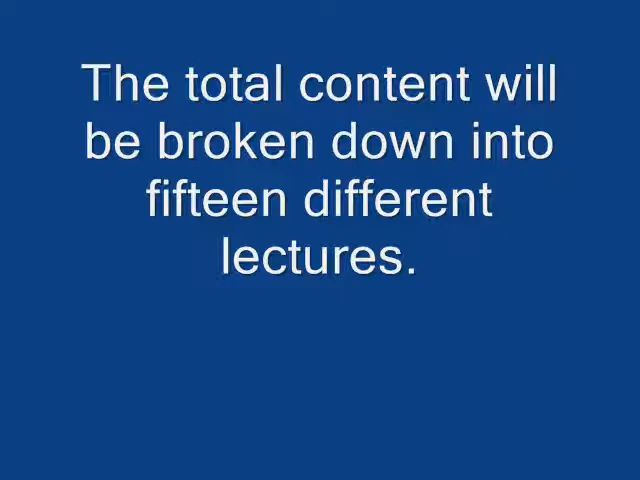 The total content will
be broken down into
fifteen different
lectures.